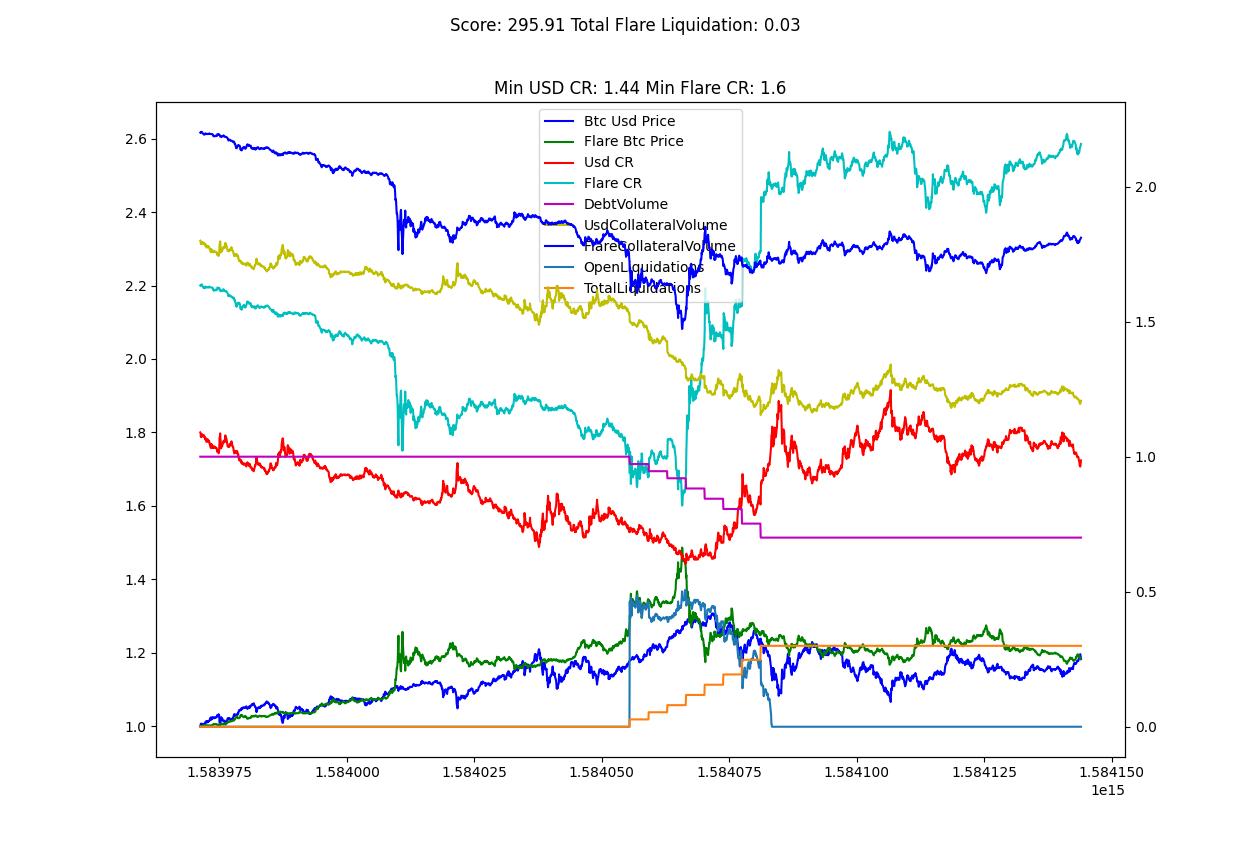 Score: 295.91 Total Flare Liquidation: 0.03
Min USD CR: 1.44 Min Flare CR: 1.6
Btc Usd Price
Flare Btc Price
Usd CR
Flare CR
DebtVolume
UsdCollateralVolume
FlareCollateralVolume
OpenLiquidations
TotalLiquidations
2.6
2.4
2.2
2.0
1.8
1.6
1.4
1.2
1.0
2.0
1.5
1.0
0.5
0.0
1.583975 1.584000 1.584025 1.584050 1.584075 1.584100 1.584125 1.584150
1e15